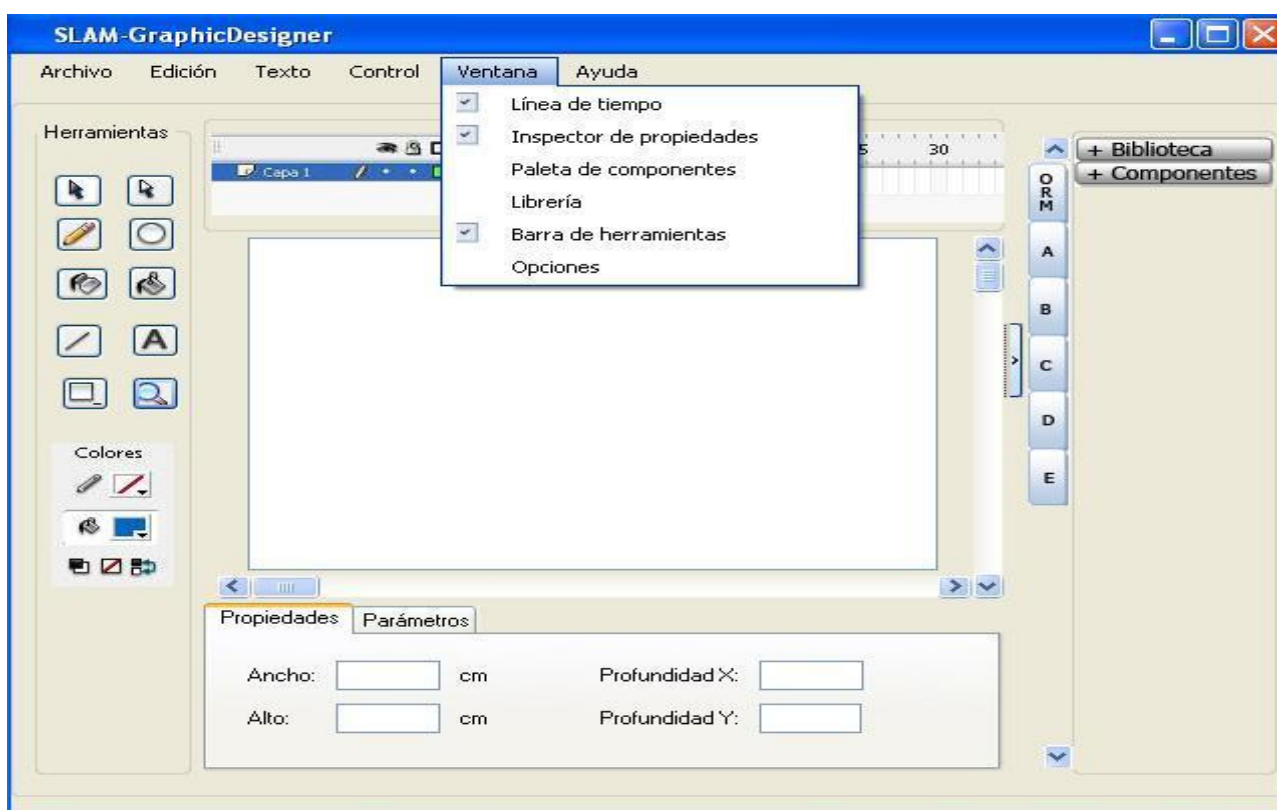 SLAM-GraphicDesigner
Archivo Edición Texto Control Ventana Ayuda
Línea de tiempo
Inspector de propiedades
Paleta de componentes
Librería
Barra de herramientas
Opciones
Herramientas
5 30
Capa 1
+ Biblioteca
+ Componentes
ORM
A
B
C
D
E
A
Colores
Propiedades Parámetros
Ancho: cm Profundidad X:
Alto: cm Profundidad Y: